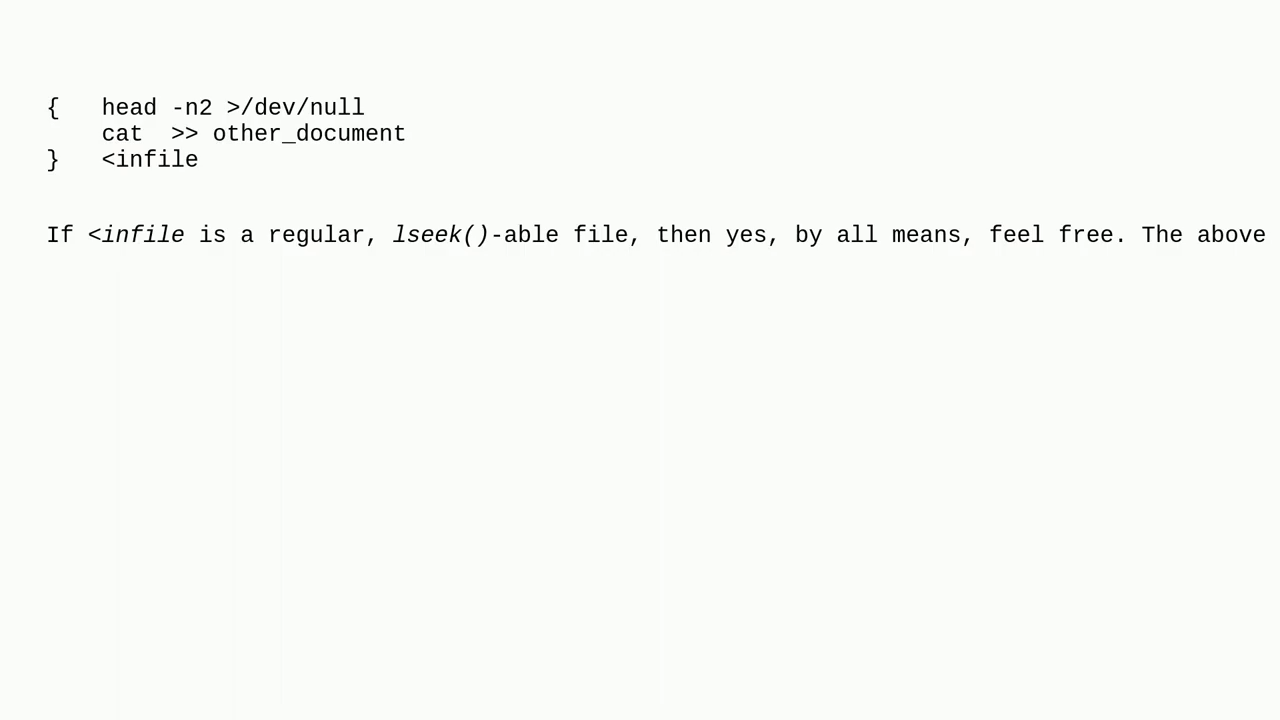 {   head -n2 >/dev/null
    cat  >> other_document
}   <infile
If <infile is a regular, lseek()-able file, then yes, by all means, feel free. The above